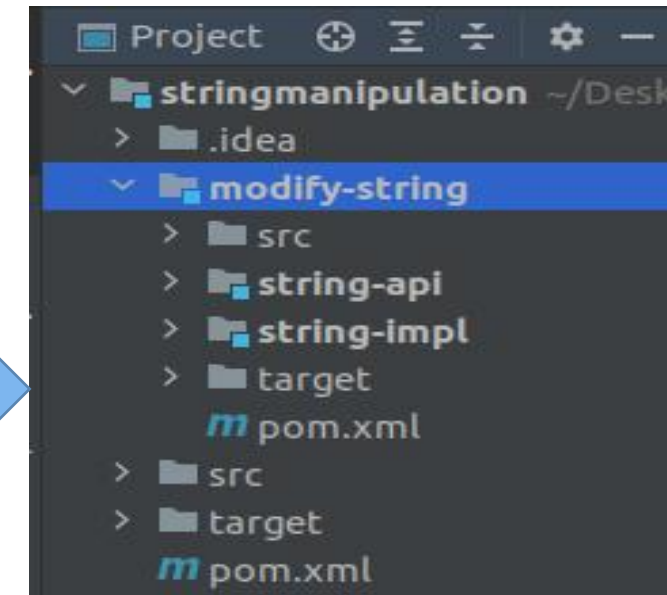 Project
stringmanipulation ~/Desk
.idea
modify-string
src
string-api
string-impl
target
m pom.xml
src
target
m pom.xml